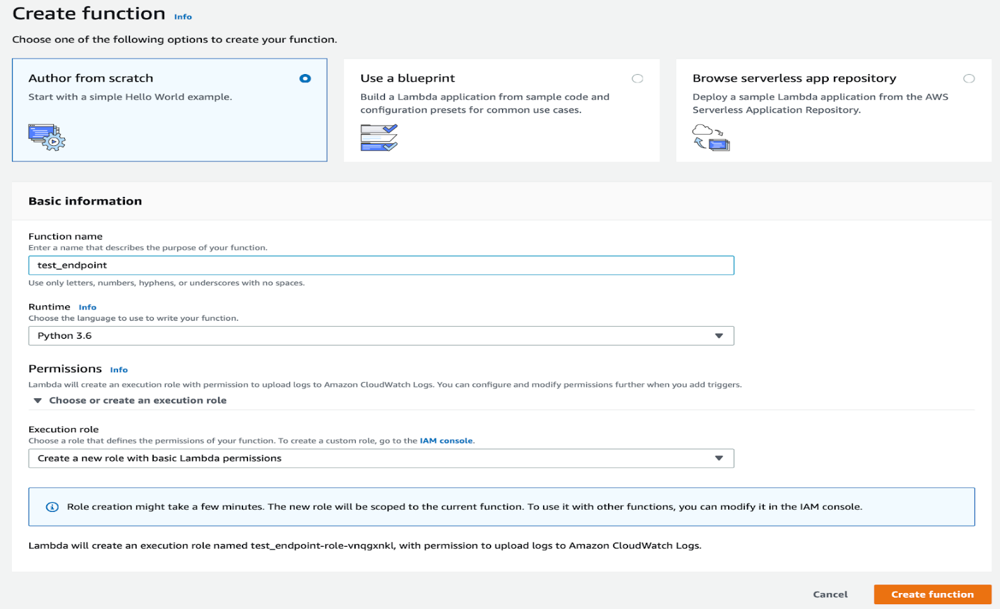 Create function Info
Choose one of the following options to create your function.
Author from scratch
Start with a simple Hello World example.
Use a blueprint
Build a Lambda application from sample code and
configuration presets for common use cases.
Browse serverless app repository
Deploy a sample Lambda application from the AWS
Serverless Application Repository.
Basic information
Function name
Enter a name that describes the purpose of your function.
test_endpoint
Use only letters, numbers, hyphens, or underscores with no spaces.
Runtime Info
Choose the language to use to write your function.
Python 3.6
Permissions Info
Lambda will create an execution role with permission to upload logs to Amazon CloudWatch Logs. You can configure and modify permissions further when you add triggers.
Choose or create an execution role
Execution role
Choose a role that defines the permissions of your function. To create a custom role, go to the IAM console.
Create a new role with basic Lambda permissions
Role creation might take a few minutes. The new role will be scoped to the current function. To use it with other functions, you can modify it in the IAM console.
Lambda will create an execution role named test_endpoint-role-vnqgxnkl, with permission to upload logs to Amazon CloudWatch Logs.
Cancel Create function